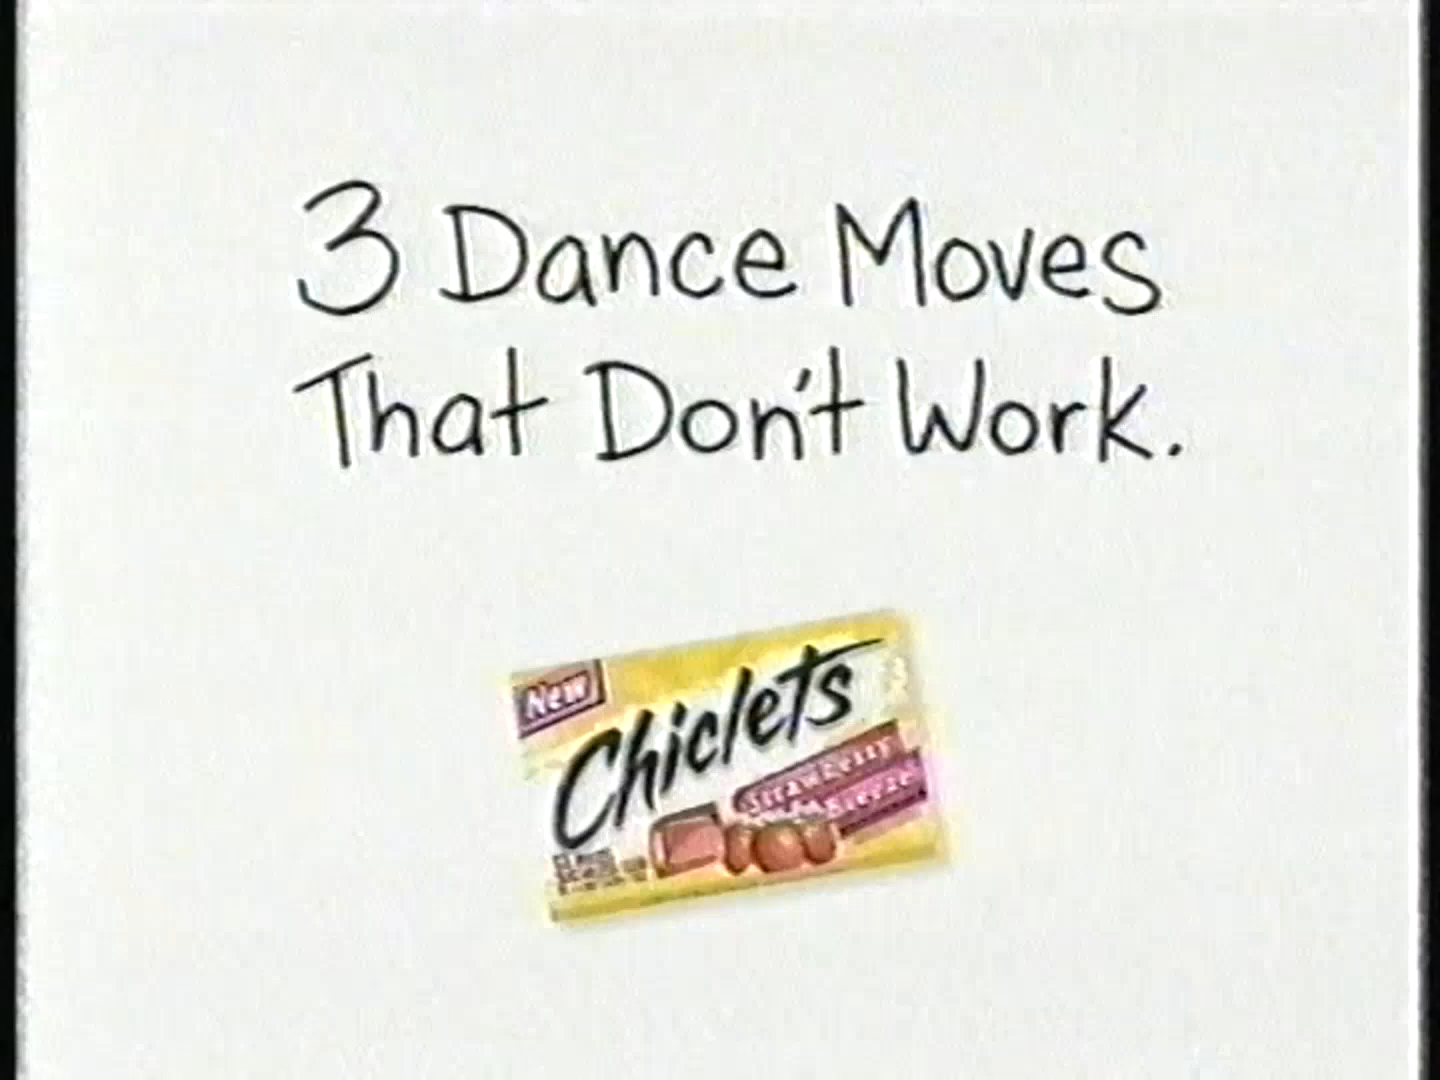 3 Dance Moves
That Don't Work.
New
Chiclets
Strawberry
Breeze